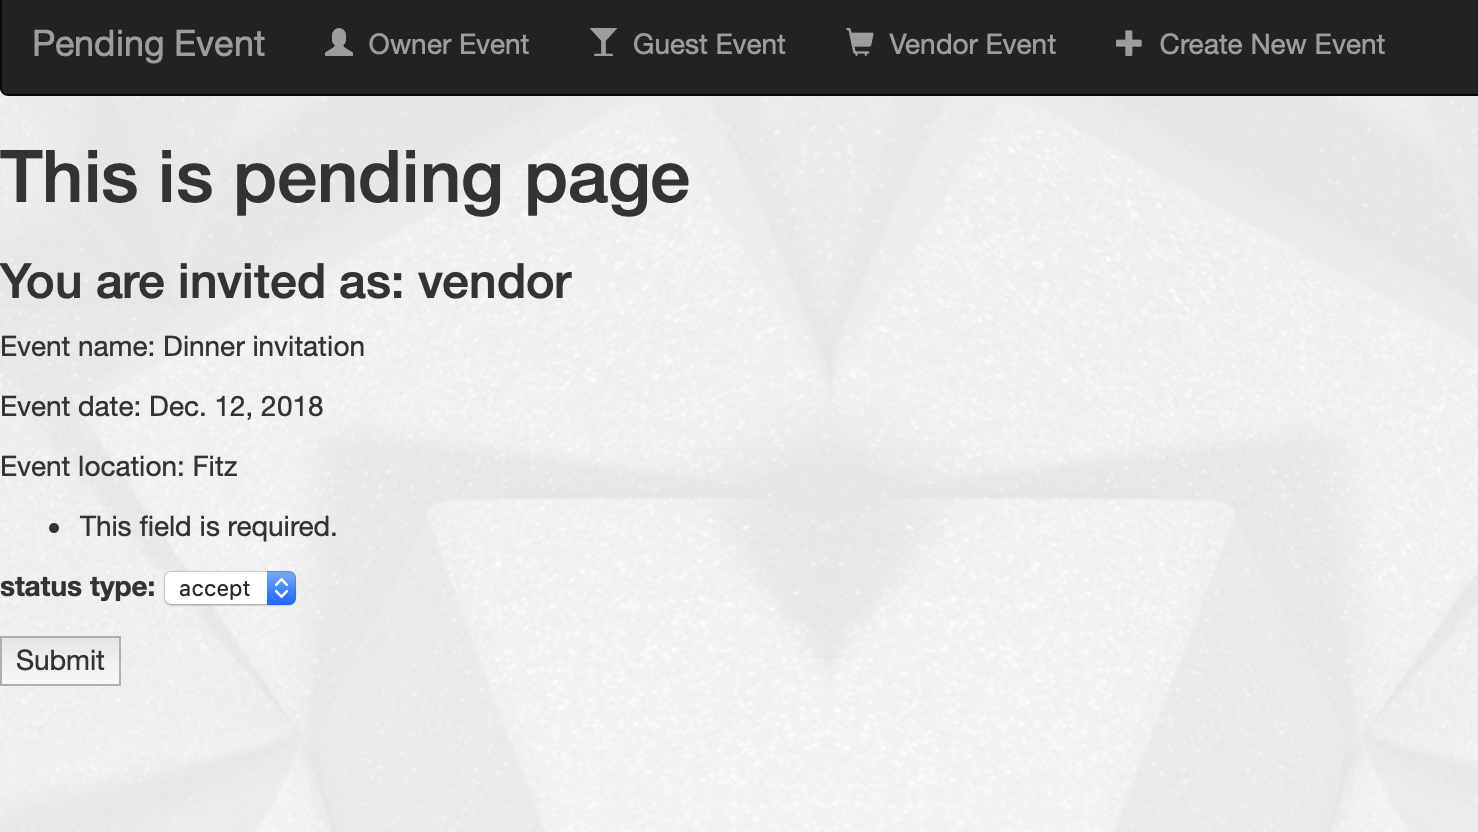 Pending Event Owner Event Guest Event Vendor Event Create New Event
This is pending page
You are invited as: vendor
Event name: Dinner invitation
Event date: Dec. 12, 2018
Event location: Fitz
• This field is required.
status type: accept
Submit